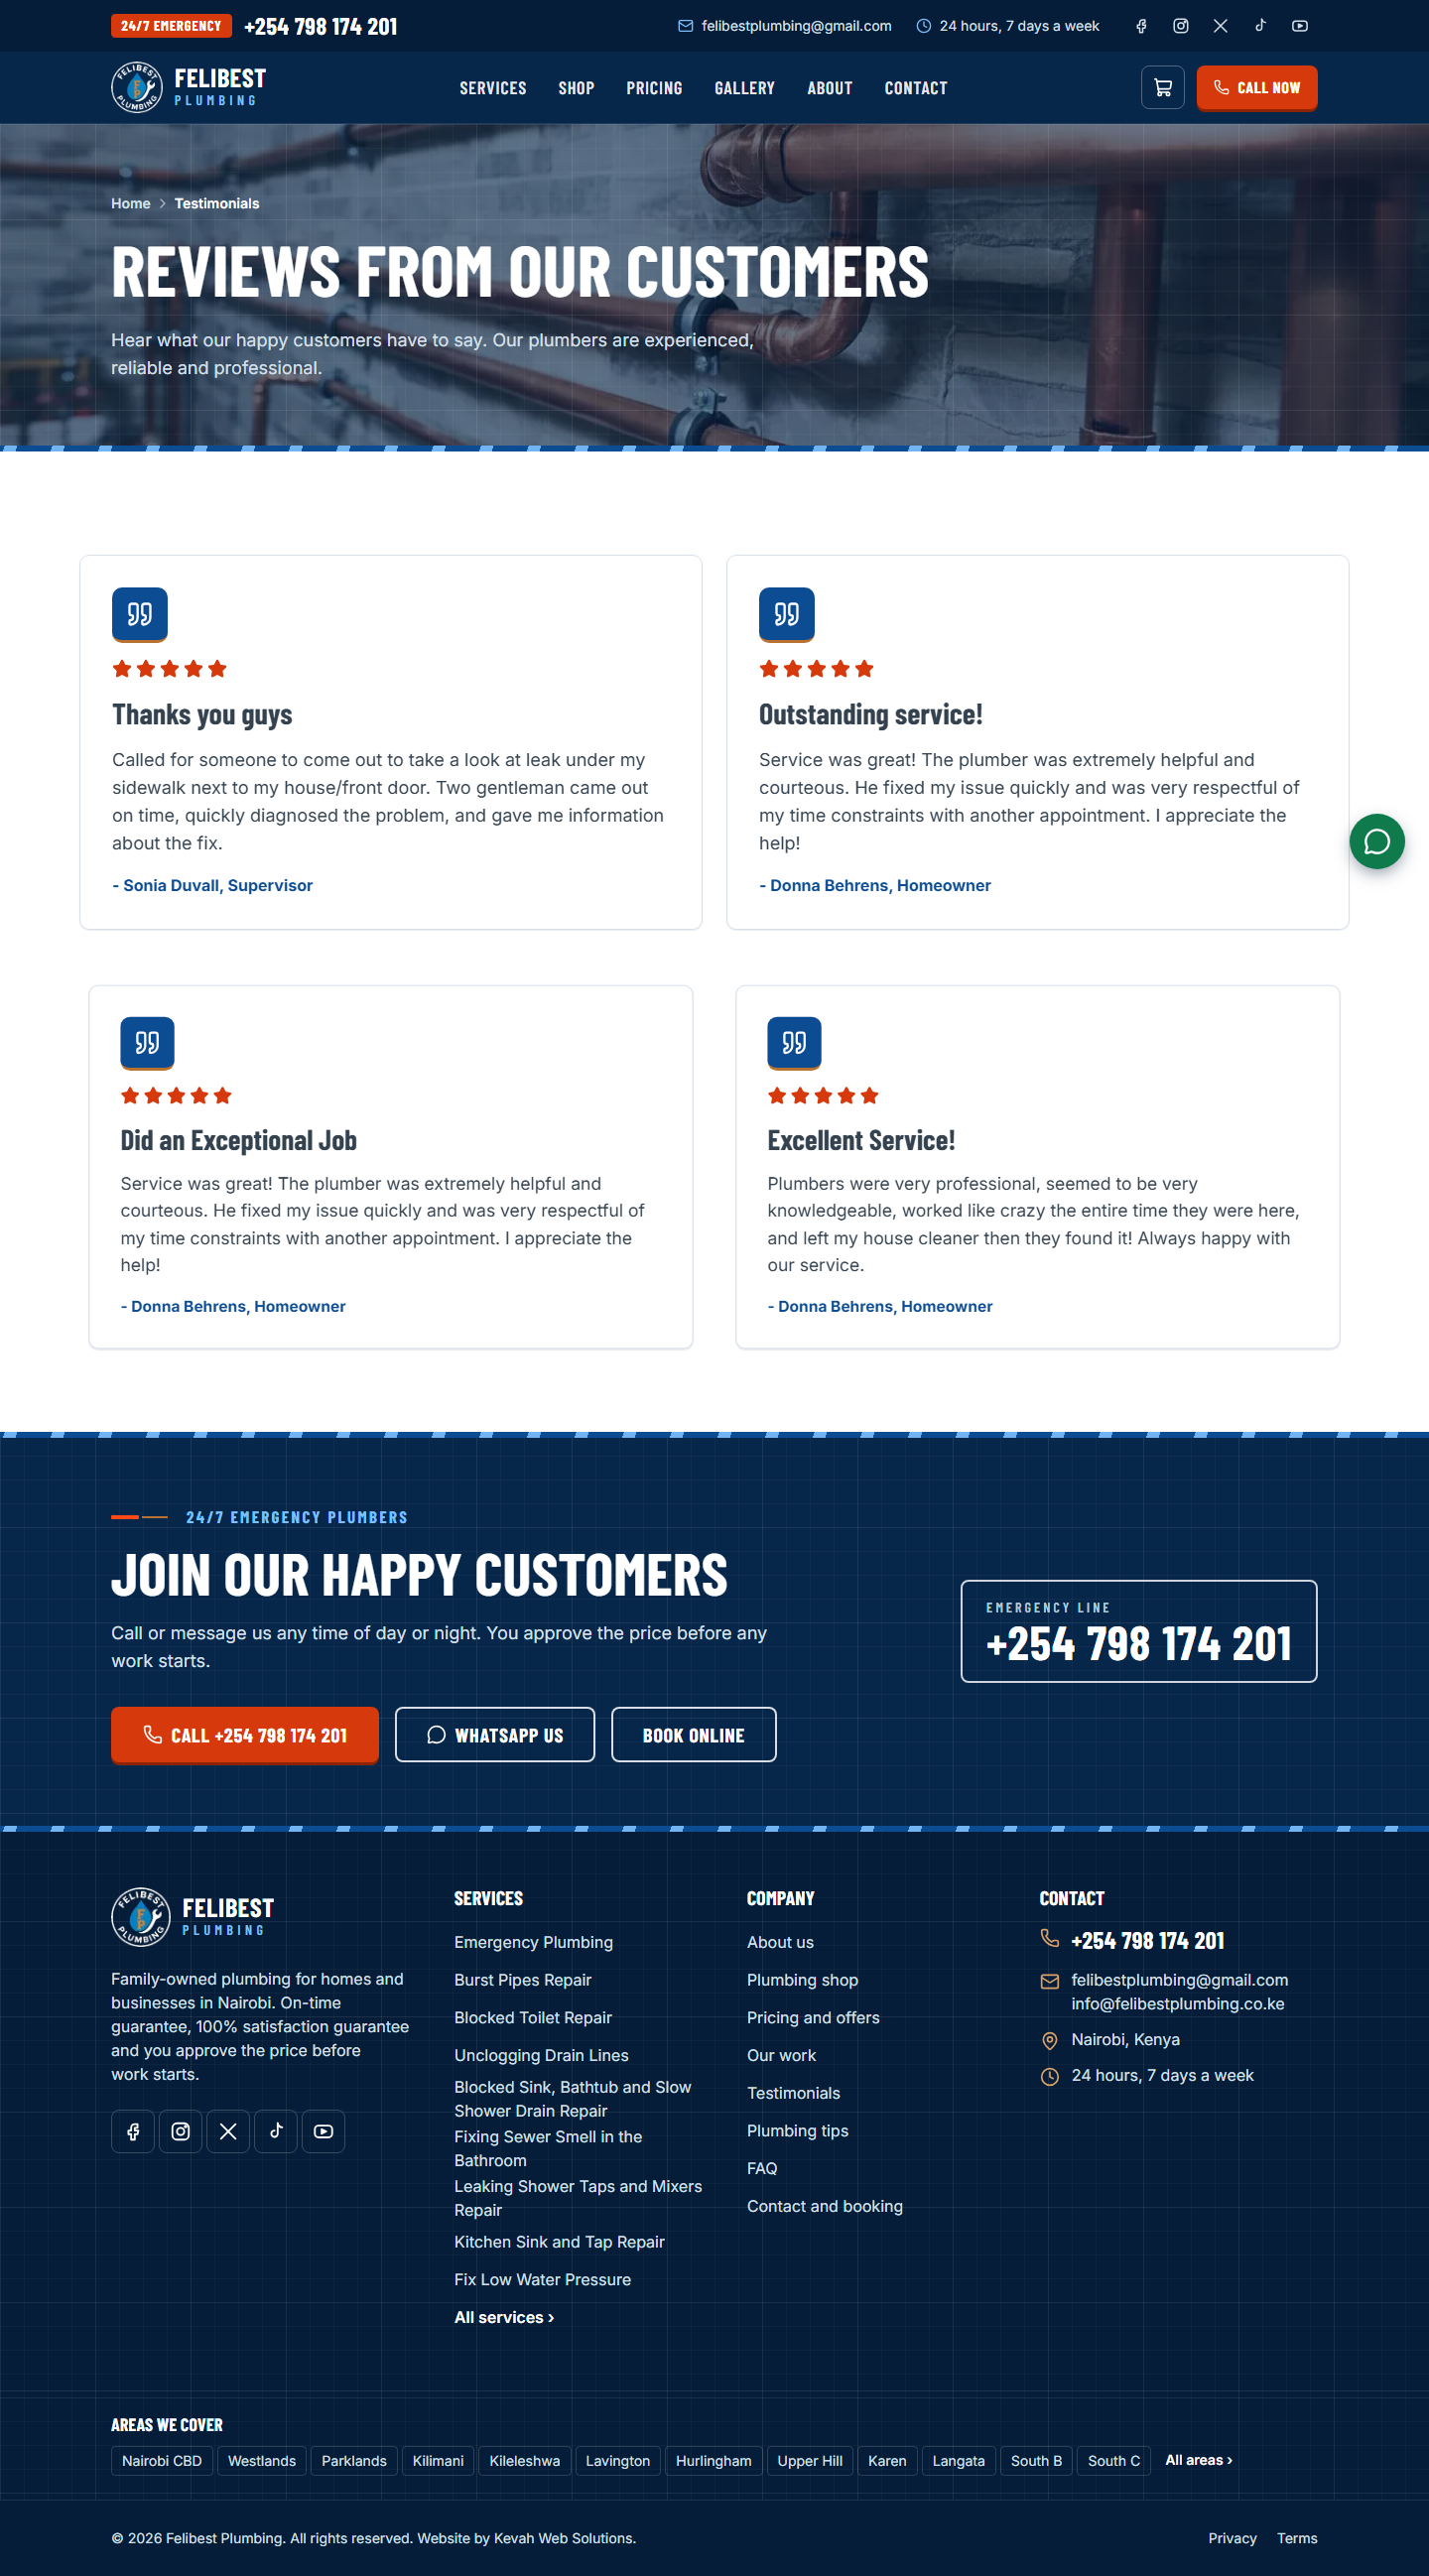 24/7 EMERGENCY +254 798 174 201 felibestplumbing@gmail.com 24 hours, 7 days a week
FELIBEST PLUMBING
FELIBEST
PLUMBING
SERVICES SHOP PRICING GALLERY ABOUT CONTACT
CALL NOW
Home > Testimonials
REVIEWS FROM OUR CUSTOMERS
Hear what our happy customers have to say. Our plumbers are experienced,
reliable and professional.
Thanks you guys
Called for someone to come out to take a look at leak under my
sidewalk next to my house/front door. Two gentleman came out
on time, quickly diagnosed the problem, and gave me information
about the fix.
- Sonia Duvall, Supervisor
Outstanding service!
Service was great! The plumber was extremely helpful and
courteous. He fixed my issue quickly and was very respectful of
my time constraints with another appointment. I appreciate the
help!
- Donna Behrens, Homeowner
Did an Exceptional Job
Service was great! The plumber was extremely helpful and
courteous. He fixed my issue quickly and was very respectful of
my time constraints with another appointment. I appreciate the
help!
- Donna Behrens, Homeowner
Excellent Service!
Plumbers were very professional, seemed to be very
knowledgeable, worked like crazy the entire time they were here,
and left my house cleaner then they found it! Always happy with
our service.
- Donna Behrens, Homeowner
24/7 EMERGENCY PLUMBERS
JOIN OUR HAPPY CUSTOMERS
Call or message us any time of day or night. You approve the price before any
work starts.
CALL +254 798 174 201
WHATSAPP US
BOOK ONLINE
EMERGENCY LINE
+254 798 174 201
FELIBEST PLUMBING
FP
FELIBEST
PLUMBING
Family-owned plumbing for homes and
businesses in Nairobi. On-time
guarantee, 100% satisfaction guarantee
and you approve the price before
work starts.
SERVICES
Emergency Plumbing
Burst Pipes Repair
Blocked Toilet Repair
Unclogging Drain Lines
Blocked Sink, Bathtub and Slow
Shower Drain Repair
Fixing Sewer Smell in the
Bathroom
Leaking Shower Taps and Mixers
Repair
Kitchen Sink and Tap Repair
Fix Low Water Pressure
All services ›
COMPANY
About us
Plumbing shop
Pricing and offers
Our work
Testimonials
Plumbing tips
FAQ
Contact and booking
CONTACT
+254 798 174 201
felibestplumbing@gmail.com
info@felibestplumbing.co.ke
Nairobi, Kenya
24 hours, 7 days a week
AREAS WE COVER
Nairobi CBD Westlands Parklands Kilimani Kileleshwa Lavington Hurlingham Upper Hill Karen Langata South B South C All areas ›
© 2026 Felibest Plumbing. All rights reserved. Website by Kevah Web Solutions.
Privacy Terms